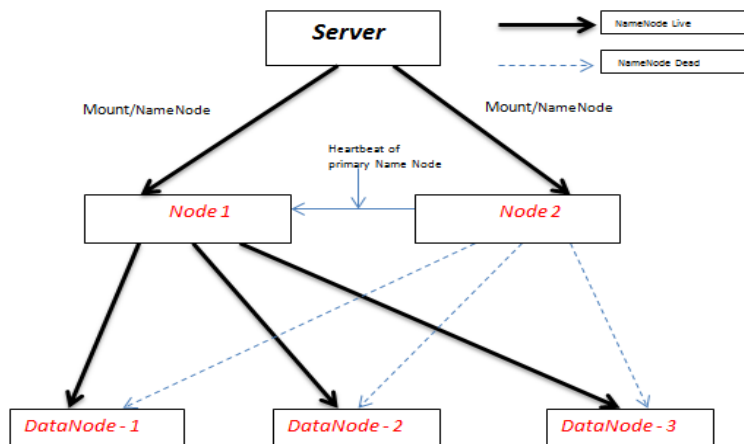 Server
NameNode Live
NameNode Dead
Mount/NameNode
Mount/NameNode
Heartbeat of
primary Name Node
Node 1
Node 2
DataNode - 1
DataNode - 2
DataNode - 3